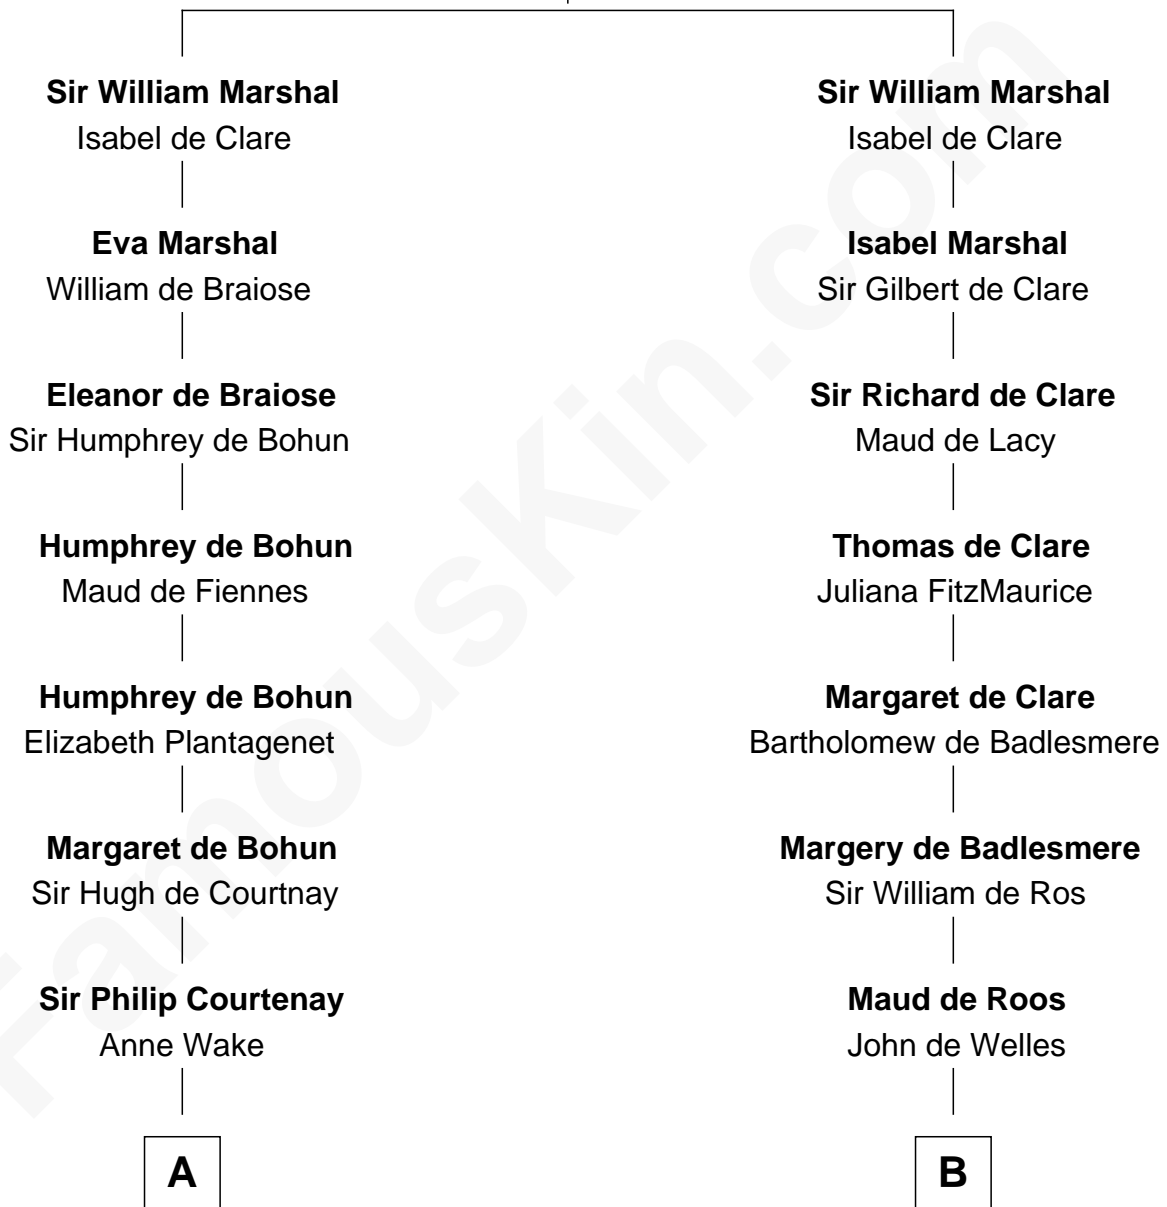 Sir William Marshal
Isabel de Clare
Eva Marshal
William de Braiose
Eleanor de Braiose
Sir Humphrey de Bohun
Humphrey de Bohun
Maud de Fiennes
Humphrey de Bohun
Elizabeth Plantagenet
Margaret de Bohun
Sir Hugh de Courtnay
Sir Philip Courtenay
Anne Wake
A
Sir William Marshal
Isabel de Clare
Isabel Marshal
Sir Gilbert de Clare
Sir Richard de Clare
Maud de Lacy
Thomas de Clare
Juliana FitzMaurice
Margaret de Clare
Bartholomew de Badlesmere
Margery de Badlesmere
Sir William de Ros
Maud de Roos
John de Welles
B
FamousKin.com